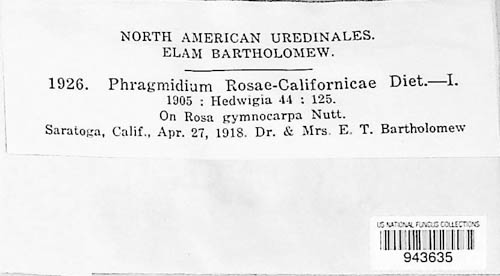 NORTH AMERICAN UREDINALES.
ELAM BARTHOLOMEW.
1926. Phragmidium Rosae-Californicae Diet.—I.
1905 : Hedwigia 44 : 125.
On Rosa gymnocarpa Nutt.
Saratoga, Calif., Apr. 27, 1918. Dr. & Mrs. E. T. Bartholomew
US NATIONAL FUNGUS COLLECTIONS
943635